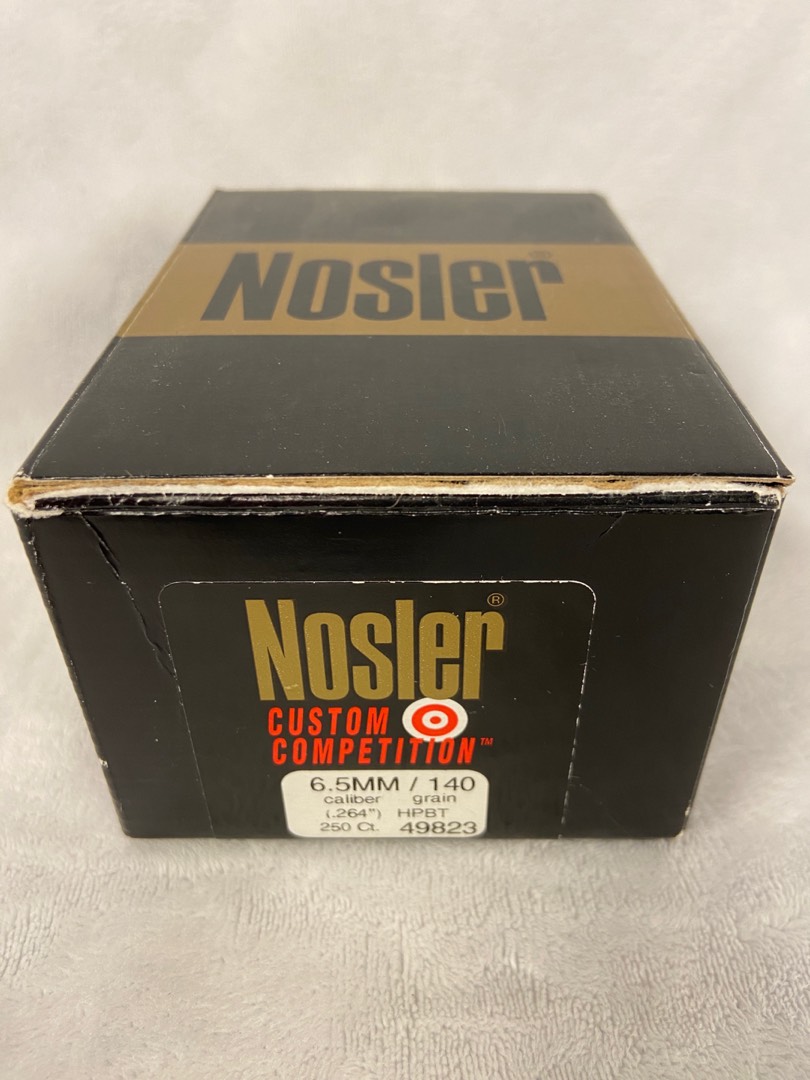 Nosler®
Nosler®
CUSTOM
COMPETITION™
6.5MM / 140
caliber grain
(.264") HPBT
250 Ct. 49823